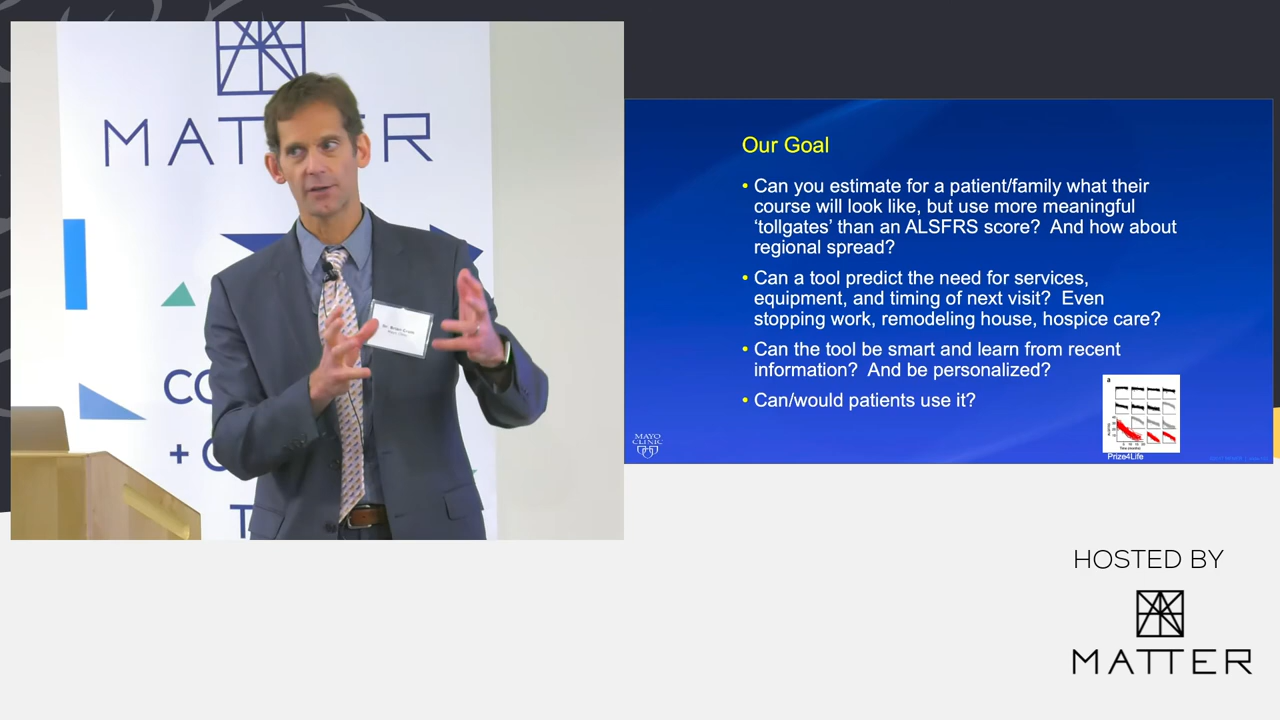 MATTER
CO
+ C
T
Our Goal
• Can you estimate for a patient/family what their
course will look like, but use more meaningful
‘tollgates’ than an ALSFRS score? And how about
regional spread?
• Can a tool predict the need for services,
equipment, and timing of next visit? Even
stopping work, remodeling house, hospice care?
• Can the tool be smart and learn from recent
information? And be personalized?
• Can/would patients use it?
a
Prize4Life
MAYO
CLINIC
HOSTED BY
MATTER